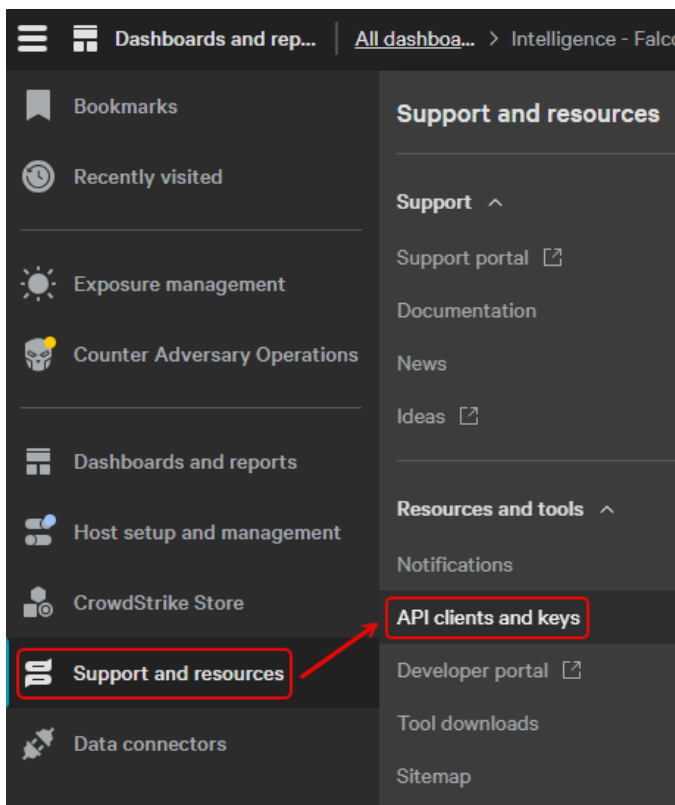 Dashboards and rep... All dashboa... > Intelligence - Falc
Bookmarks
Recently visited
Exposure management
Counter Adversary Operations
Dashboards and reports
Host setup and management
CrowdStrike Store
Support and resources
Data connectors
Support and resources
Support
Support portal
Documentation
News
Ideas
Resources and tools
Notifications
API clients and keys
Developer portal
Tool downloads
Sitemap